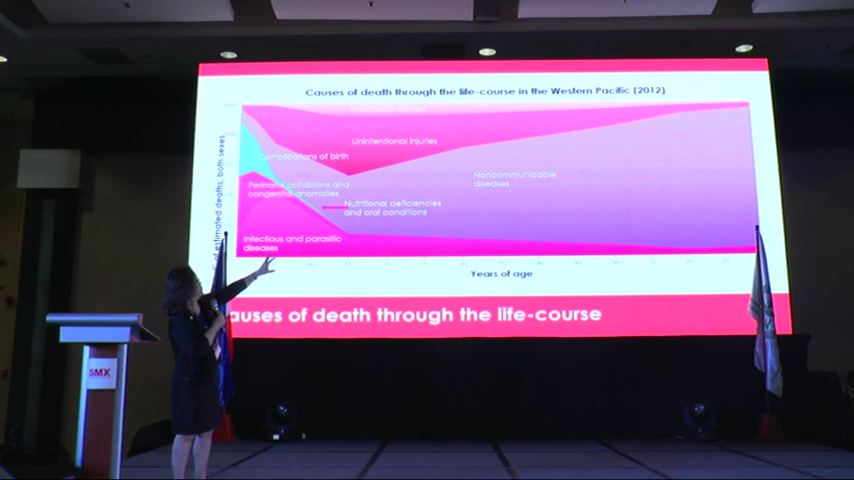 Causes of death through the life-course in the Western Pacific (2012)
Unintentional injuries
Complications of birth
Noncommunicable
diseases
Perinatal conditions and
congenital anomalies
Nutritional deficiencies
and oral conditions
Infectious and parasitic
diseases
of estimated deaths, both sexes
Years of age
auses of death through the life-course
SMX